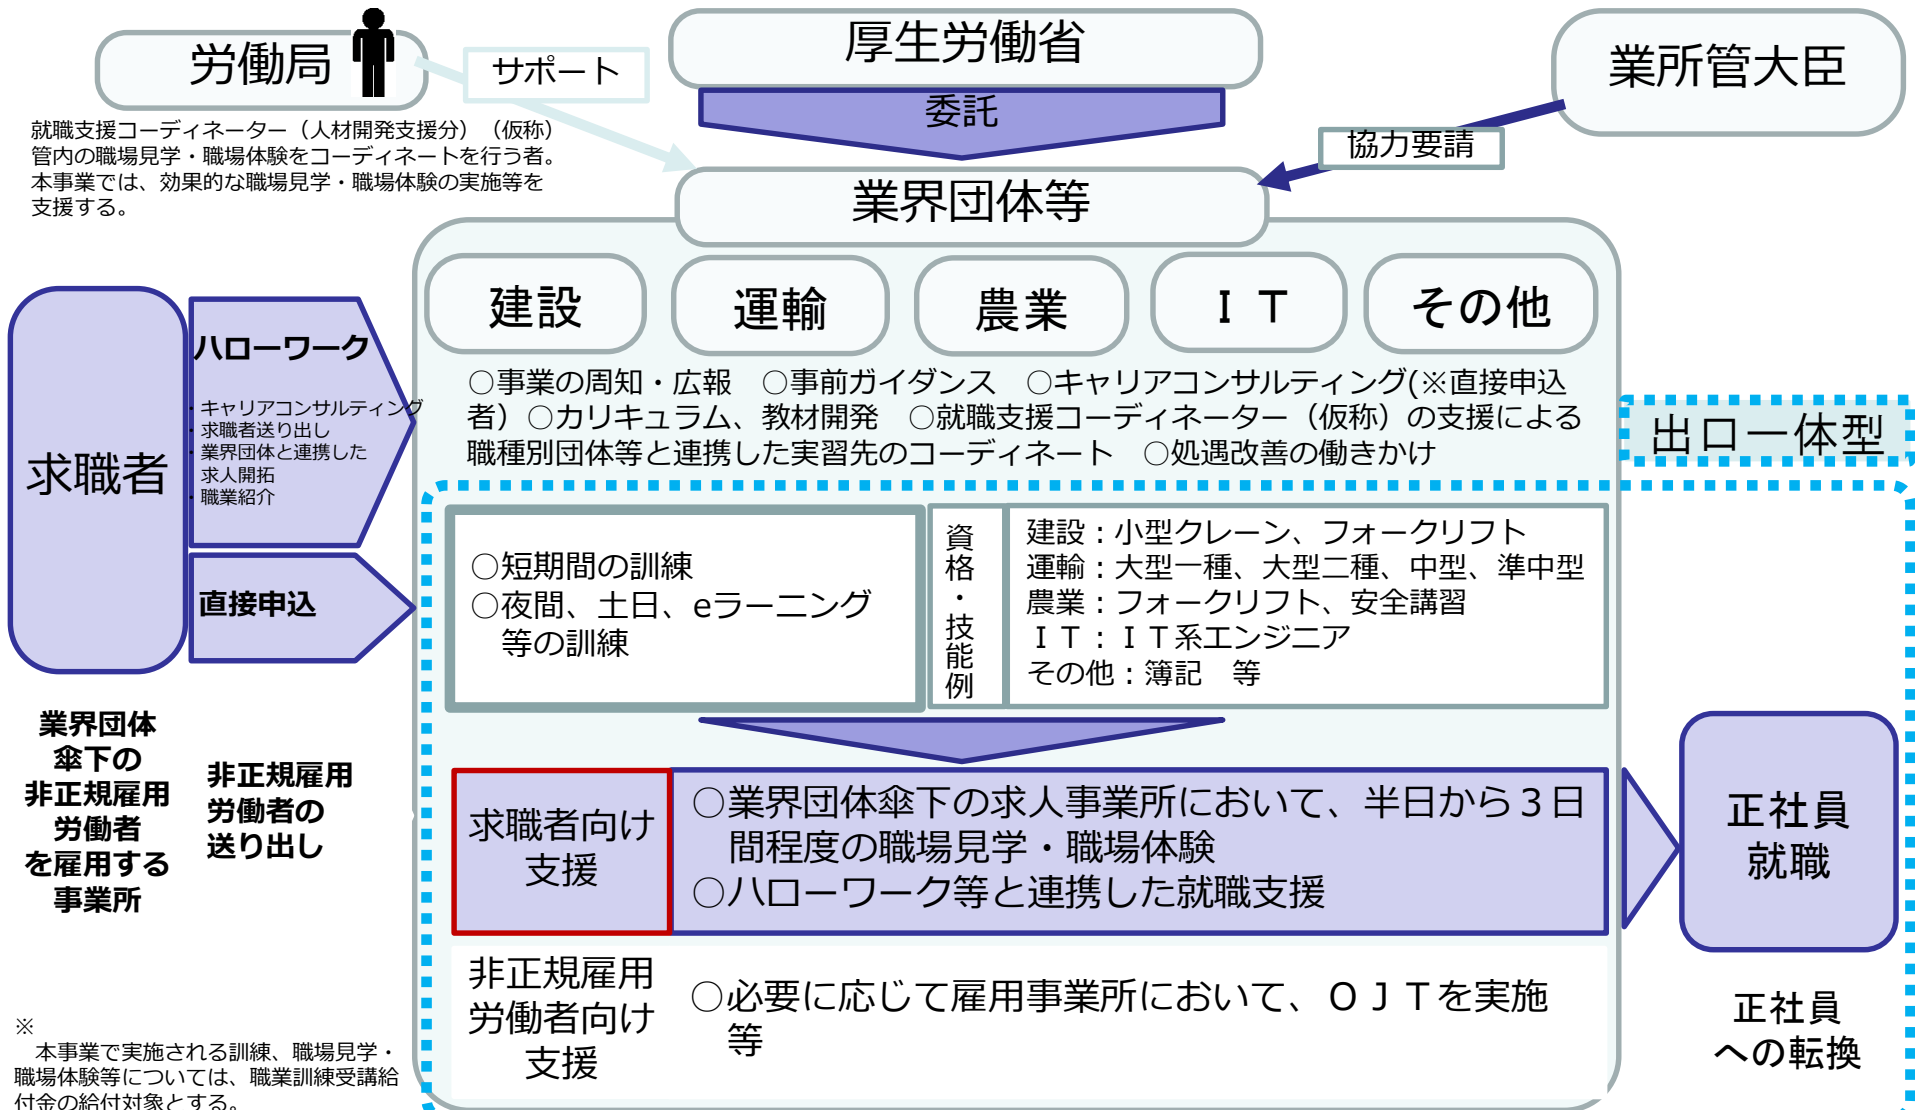 労働局
サポート
厚生労働省
業所管大臣
委託
協力要請
就職支援コーディネーター（人材開発支援分）（仮称）
管内の職場見学・職場体験をコーディネートを行う者。
本事業では、効果的な職場見学・職場体験の実施等を
支援する。
業界団体等
建設
運輸
農業
ＩＴ
その他
○事業の周知・広報　○事前ガイダンス　○キャリアコンサルティング(※直接申込
者）○カリキュラム、教材開発　○就職支援コーディネーター（仮称）の支援による
職種別団体等と連携した実習先のコーディネート　○処遇改善の働きかけ
出口一体型
求職者
ハローワーク
・キャリアコンサルティング
・求職者送り出し
・業界団体と連携した
求人開拓
・職業紹介
直接申込
○短期間の訓練
○夜間、土日、eラーニング
等の訓練
資格・技能例
建設：小型クレーン、フォークリフト
運輸：大型一種、大型二種、中型、準中型
農業：フォークリフト、安全講習
ＩＴ：ＩＴ系エンジニア
その他：簿記　等
業界団体
傘下の
非正規雇用
労働者
を雇用する
事業所
非正規雇用
労働者の
送り出し
求職者向け
支援
○業界団体傘下の求人事業所において、半日から３日
間程度の職場見学・職場体験
○ハローワーク等と連携した就職支援
正社員
就職
非正規雇用
労働者向け
支援
○必要に応じて雇用事業所において、ＯＪＴを実施
等
正社員
への転換
※
本事業で実施される訓練、職場見学・
職場体験等については、職業訓練受講給
付金の給付対象とする。